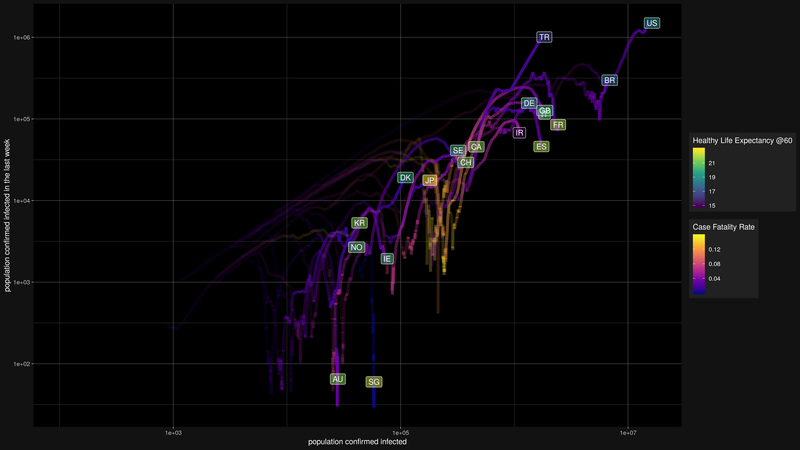 US
TR
BR
DE
GB
FR
IR
SE
CA
ES
CH
DK
JP
KR
NO
IE
AU
SG
1e+06
1e+05
1e+04
1e+03
1e+02
population confirmed infected in the last week
1e+03
1e+05
1e+07
population confirmed infected
Healthy Life Expectancy @60
21
19
17
15
Case Fatality Rate
0.12
0.08
0.04